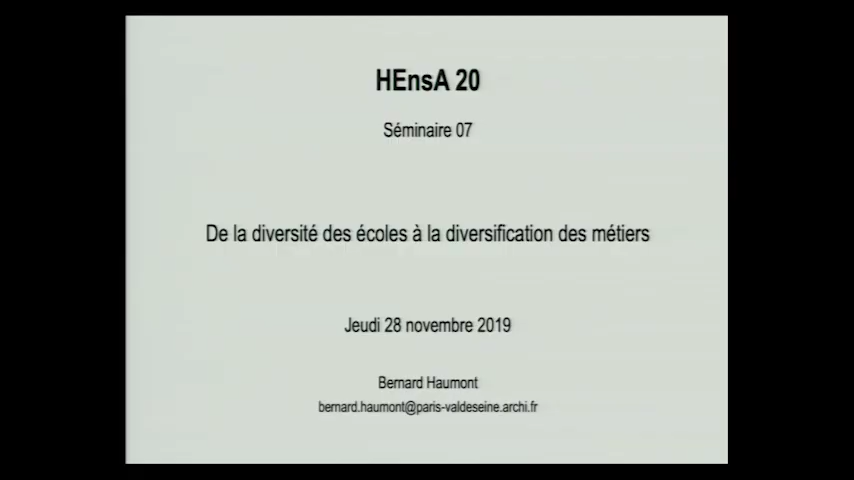 HEnsA 20
Séminaire 07
De la diversité des écoles à la diversification des métiers
Jeudi 28 novembre 2019
Bernard Haumont
bernard.haumont@paris-valdeseine.archi.fr